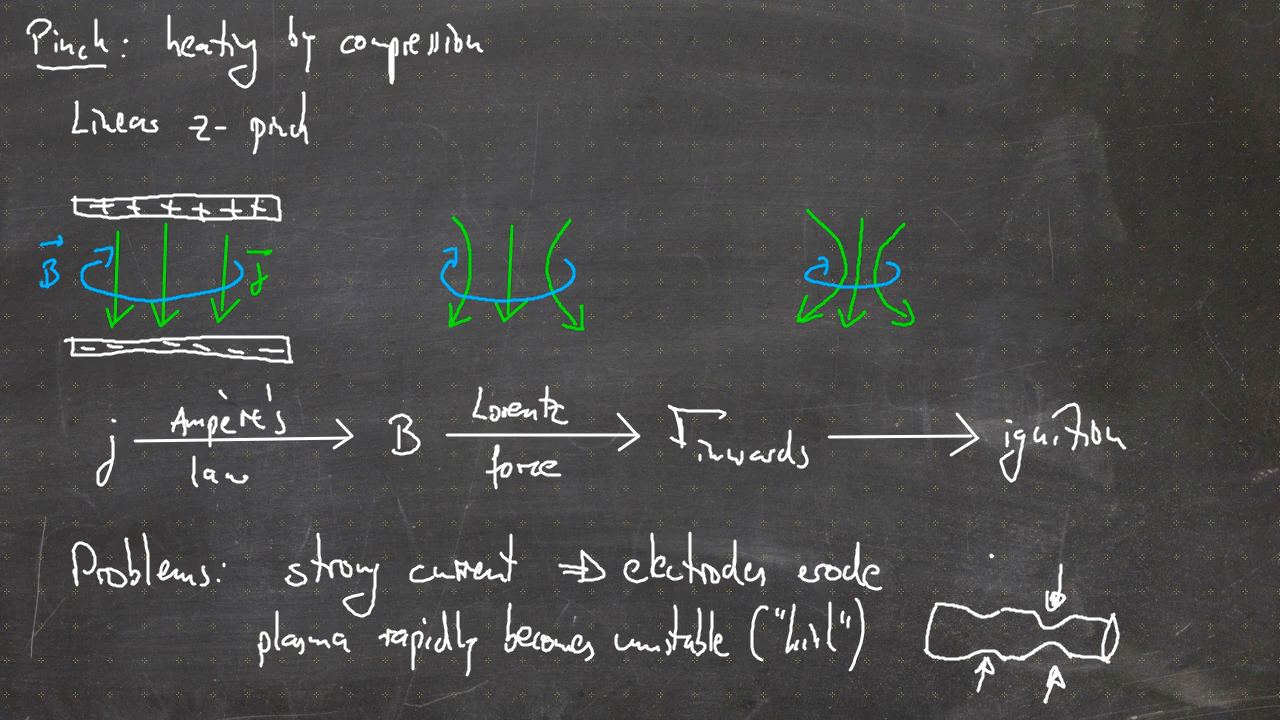 Pinch: heating by compression
Linear z-pinch
+ + + + + +
B j
- - - - - -
j Ampère's law B Lorentz force Γinwards ignition
Problems: strong current ⇒ electrodes erode
plasma rapidly becomes unstable ("kink")